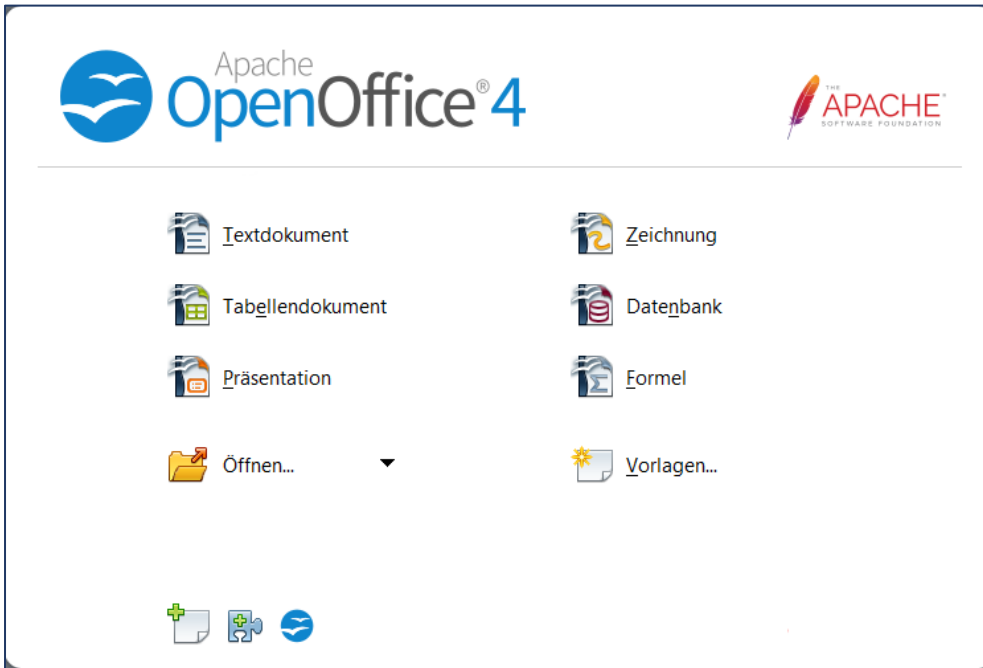 Apache
OpenOffice® 4
THE
APACHE®
SOFTWARE FOUNDATION
Textdokument
Zeichnung
Tabellendokument
Datenbank
Präsentation
Formel
Öffnen...
Vorlagen...